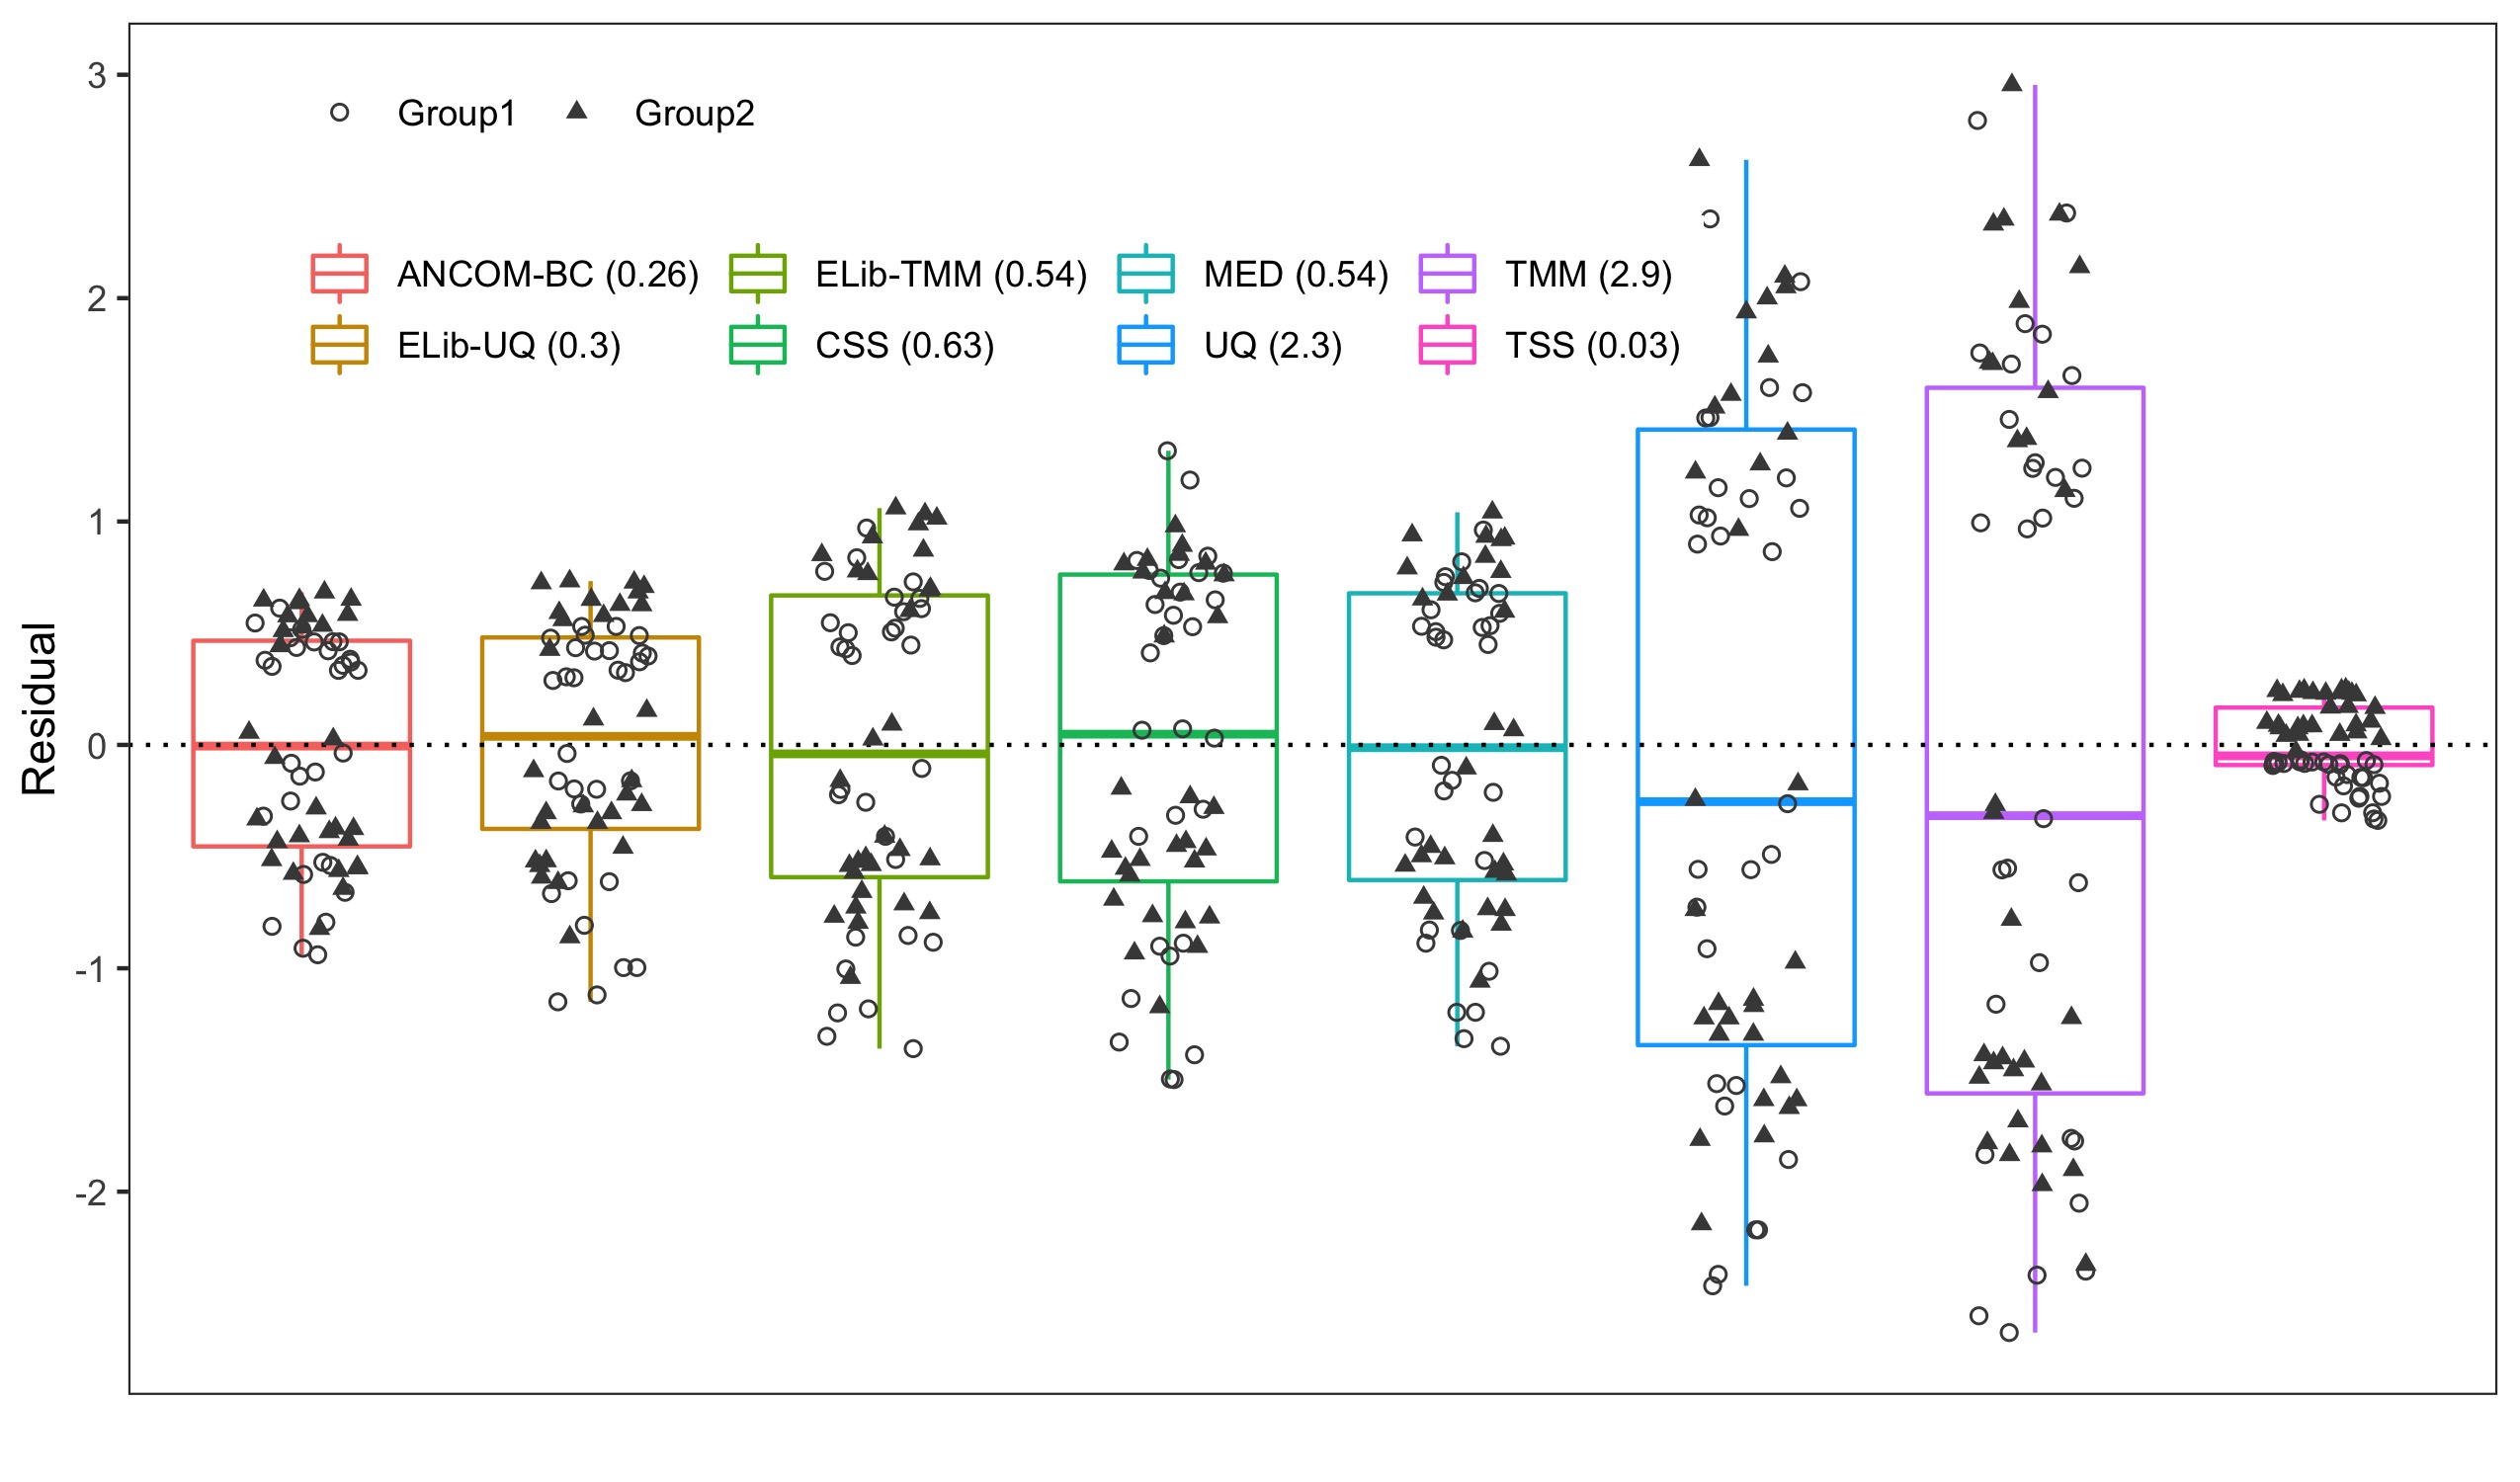 3
Group1 Group2
ANCOM-BC (0.26) ELib-TMM (0.54) MED (0.54) TMM (2.9)
2
ELib-UQ (0.3) CSS (0.63) UQ (2.3) TSS (0.03)
1
Residual
0
-1
-2